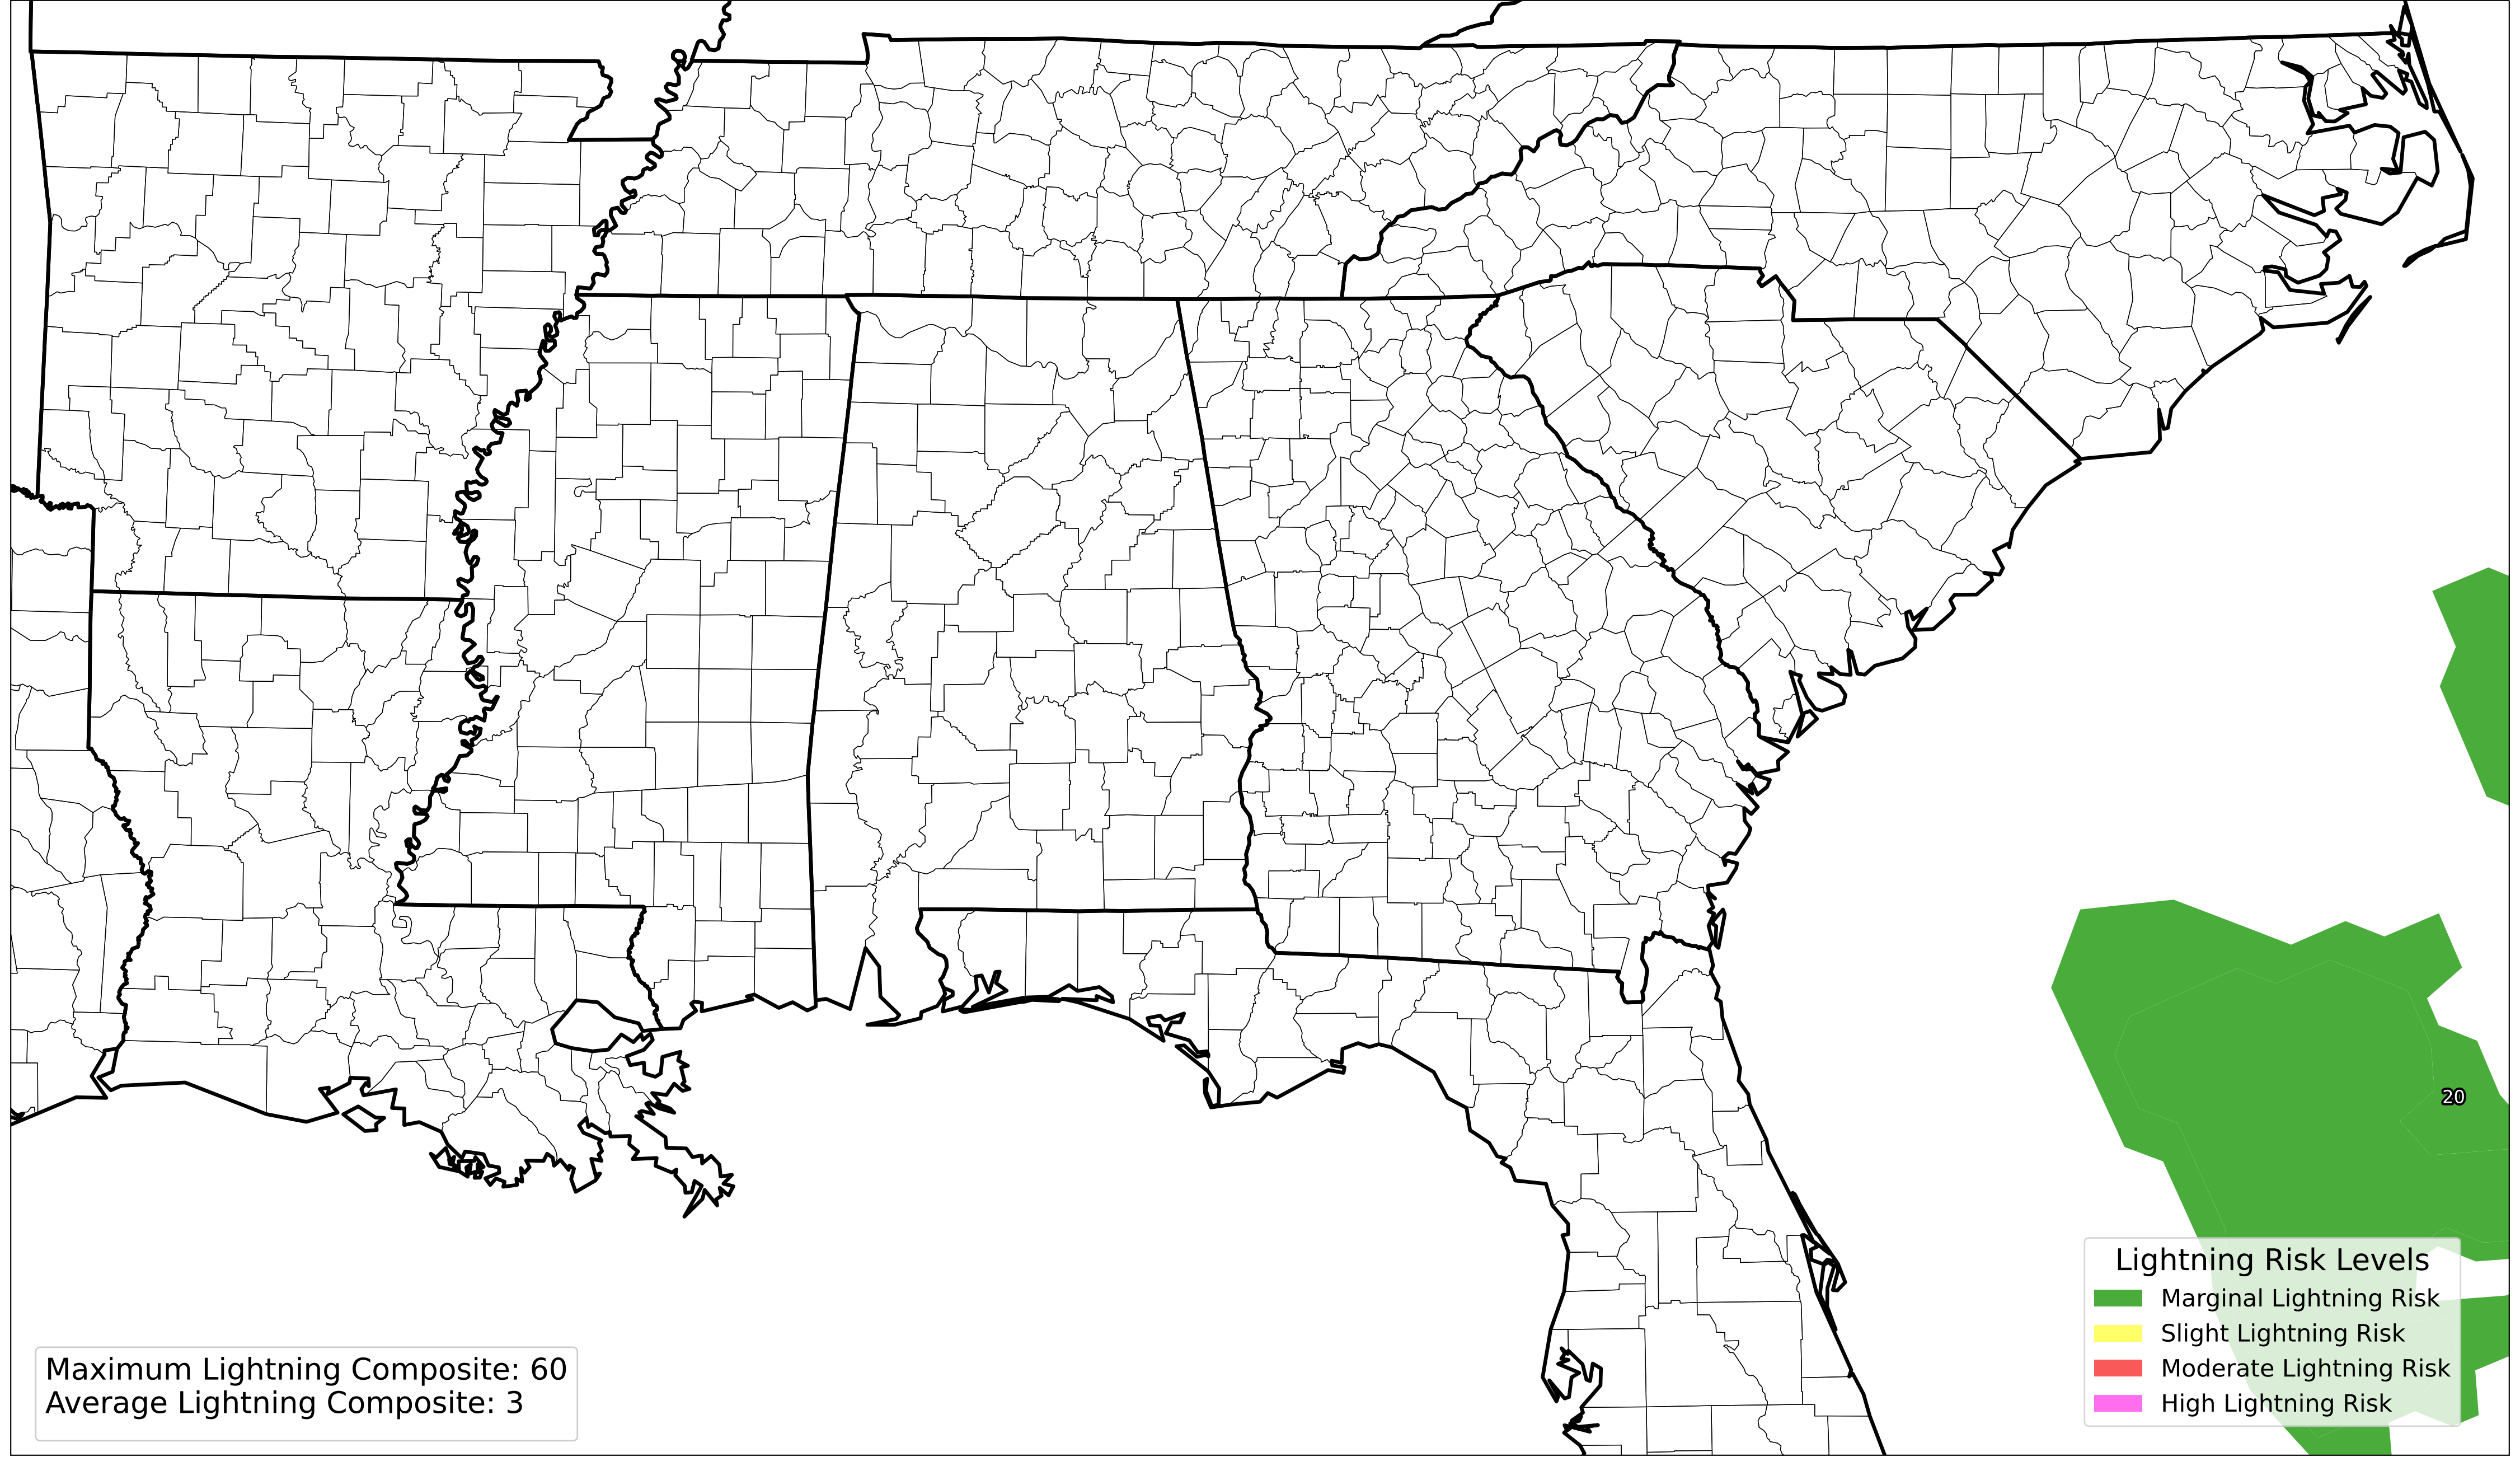 20
Lightning Risk Levels
Marginal Lightning Risk
Slight Lightning Risk
Moderate Lightning Risk
High Lightning Risk
Maximum Lightning Composite: 60
Average Lightning Composite: 3